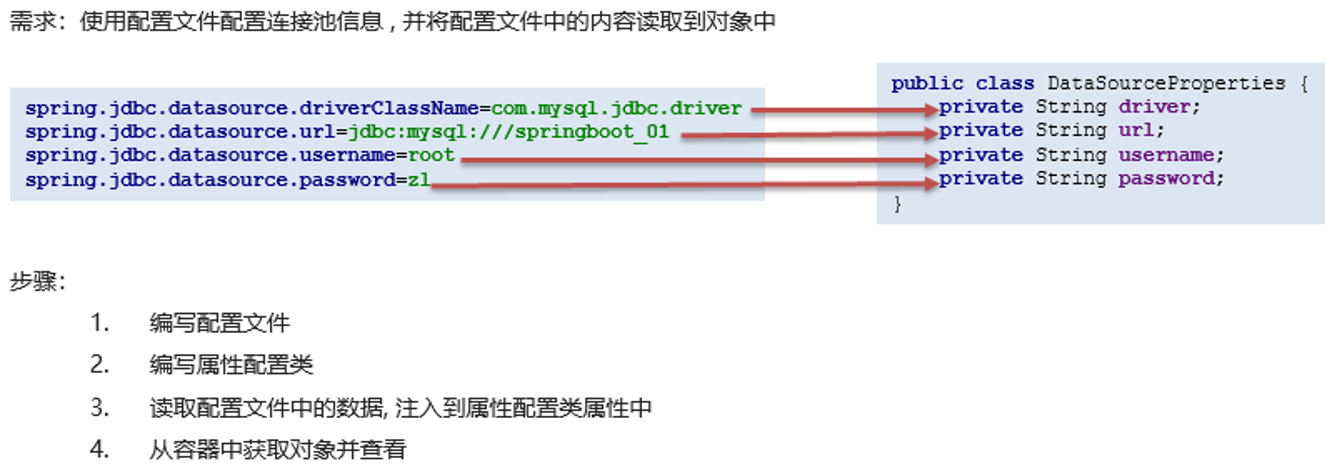 需求：使用配置文件配置连接池信息 , 并将配置文件中的内容读取到对象中
spring.jdbc.datasource.driverClassName=com.mysql.jdbc.driver
spring.jdbc.datasource.url=jdbc:mysql:///springboot_01
spring.jdbc.datasource.username=root
spring.jdbc.datasource.password=zl
public class DataSourceProperties {
private String driver;
private String url;
private String username;
private String password;
}
步骤：
1. 编写配置文件
2. 编写属性配置类
3. 读取配置文件中的数据, 注入到属性配置类属性中
4. 从容器中获取对象并查看